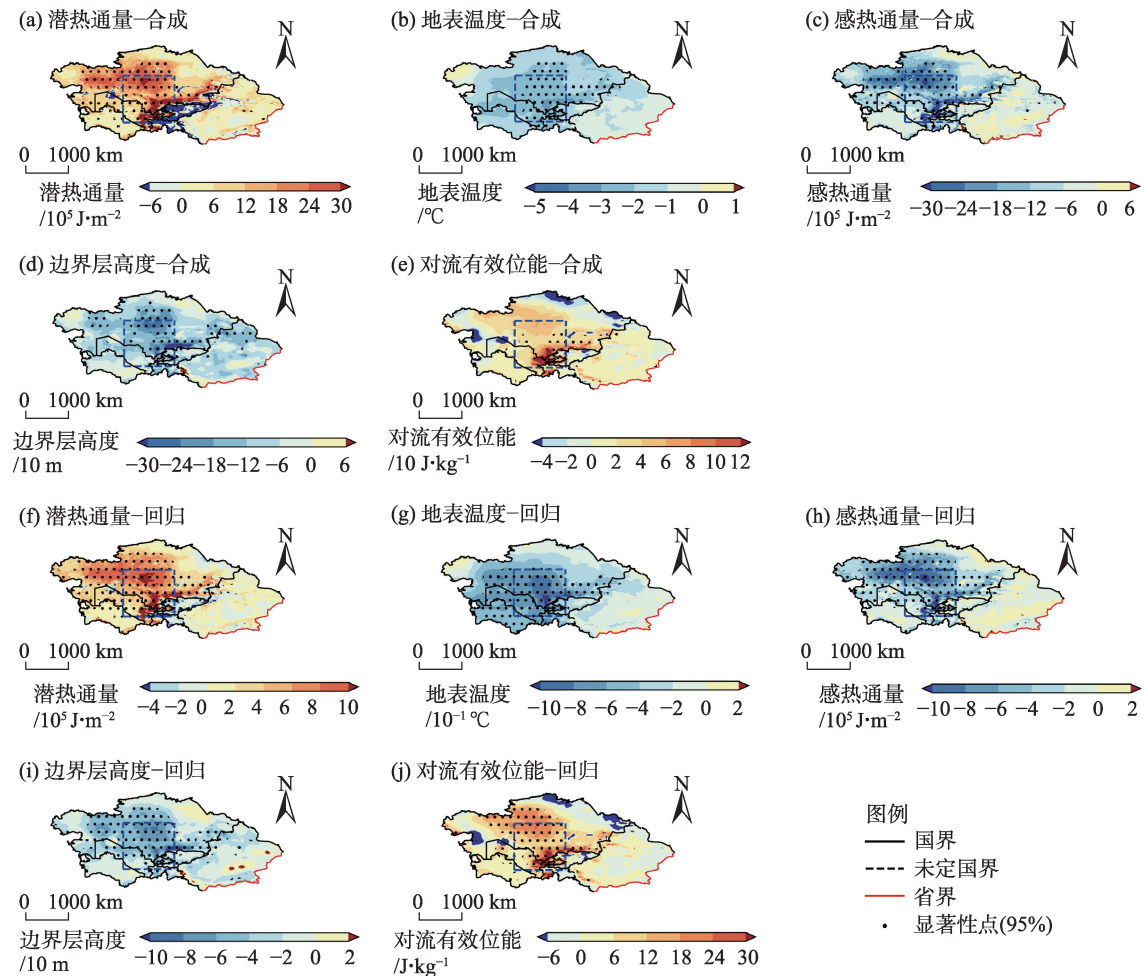 (a) 潜热通量−合成
N
0 1000 km
潜热通量
/10⁵ J·m⁻²
−6 0 6 12 18 24 30
(b) 地表温度−合成
N
0 1000 km
地表温度
/℃
−5 −4 −3 −2 −1 0 1
(c) 感热通量−合成
N
0 1000 km
感热通量
/10⁵ J·m⁻²
−30 −24 −18 −12 −6 0 6
(d) 边界层高度−合成
N
0 1000 km
边界层高度
/10 m
−30 −24 −18 −12 −6 0 6
(e) 对流有效位能−合成
N
0 1000 km
对流有效位能
/10 J·kg⁻¹
−4 −2 0 2 4 6 8 10 12
(f) 潜热通量−回归
N
0 1000 km
潜热通量
/10⁵ J·m⁻²
−4 −2 0 2 4 6 8 10
(g) 地表温度−回归
N
0 1000 km
地表温度
/10⁻¹ ℃
−10 −8 −6 −4 −2 0 2
(h) 感热通量−回归
N
0 1000 km
感热通量
/10⁵ J·m⁻²
−10 −8 −6 −4 −2 0 2
(i) 边界层高度−回归
N
0 1000 km
边界层高度
/10 m
−10 −8 −6 −4 −2 0 2
(j) 对流有效位能−回归
N
0 1000 km
对流有效位能
/J·kg⁻¹
−6 0 6 12 18 24 30
图例
国界
未定国界
省界
显著性点(95%)